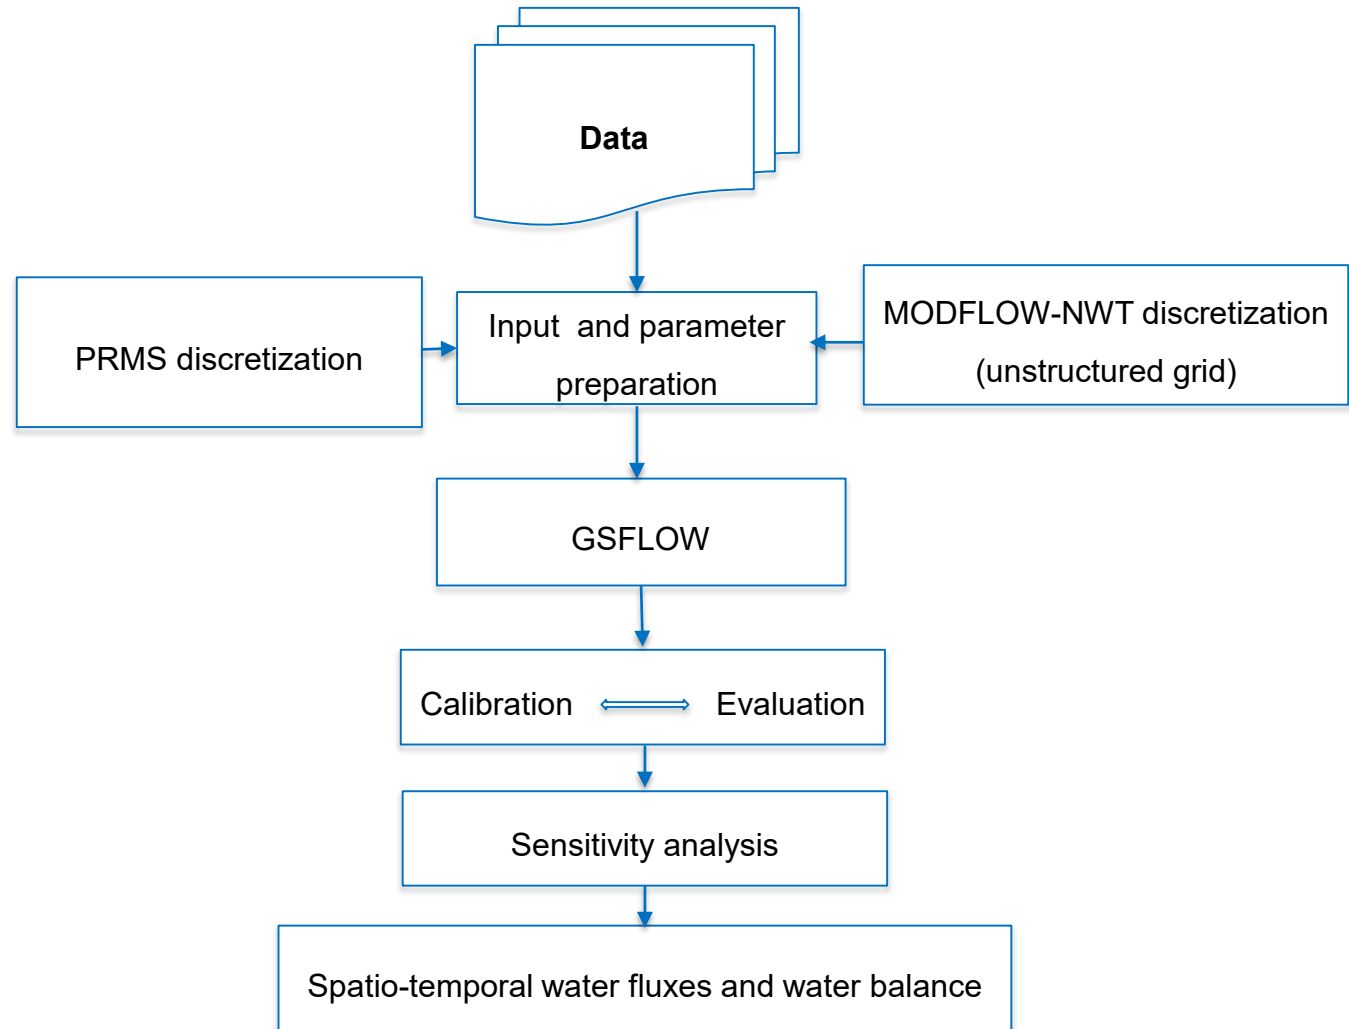 Data
PRMS discretization
Input  and parameter
preparation
MODFLOW-NWT discretization
(unstructured grid)
GSFLOW
Calibration
Evaluation
Sensitivity analysis
Spatio-temporal water fluxes and water balance